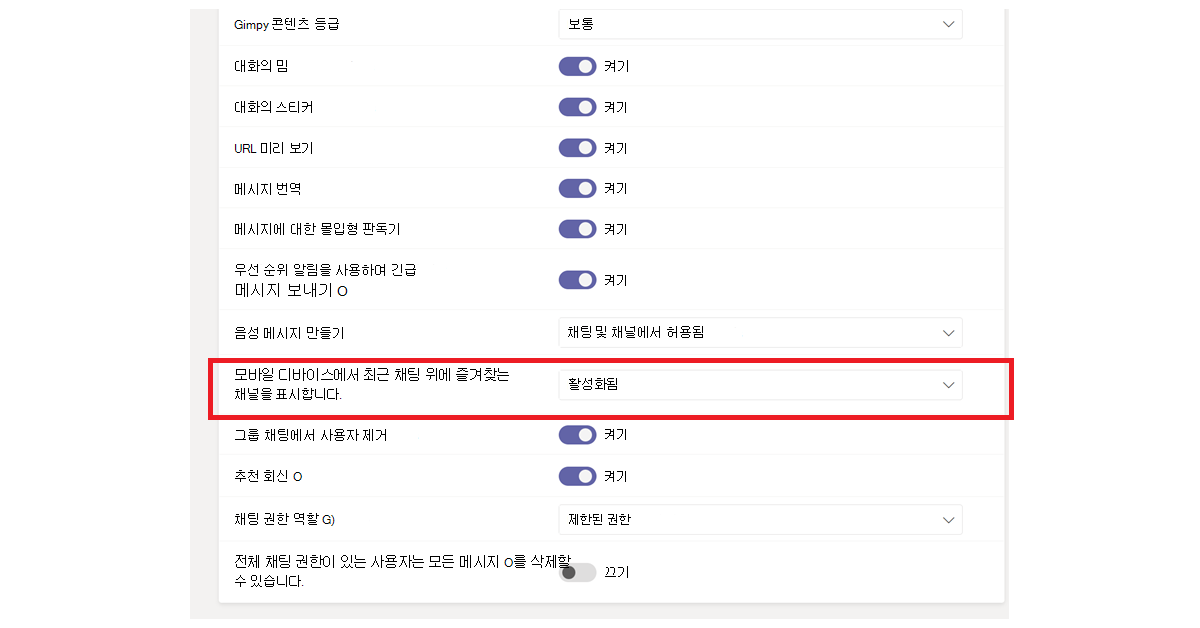 Gimpy 콘텐츠 등급 보통
대화의 밈 켜기
대화의 스티커 켜기
URL 미리 보기 켜기
메시지 번역 켜기
메시지에 대한 몰입형 판독기 켜기
우선 순위 알림을 사용하여 긴급
메시지 보내기 O 켜기
음성 메시지 만들기 채팅 및 채널에서 허용됨
모바일 디바이스에서 최근 채팅 위에 즐겨찾는
채널을 표시합니다. 활성화됨
그룹 채팅에서 사용자 제거 켜기
추천 회신 O 켜기
채팅 권한 역할 G) 제한된 권한
전체 채팅 권한이 있는 사용자는 모든 메시지 O를 삭제할
수 있습니다. 끄기